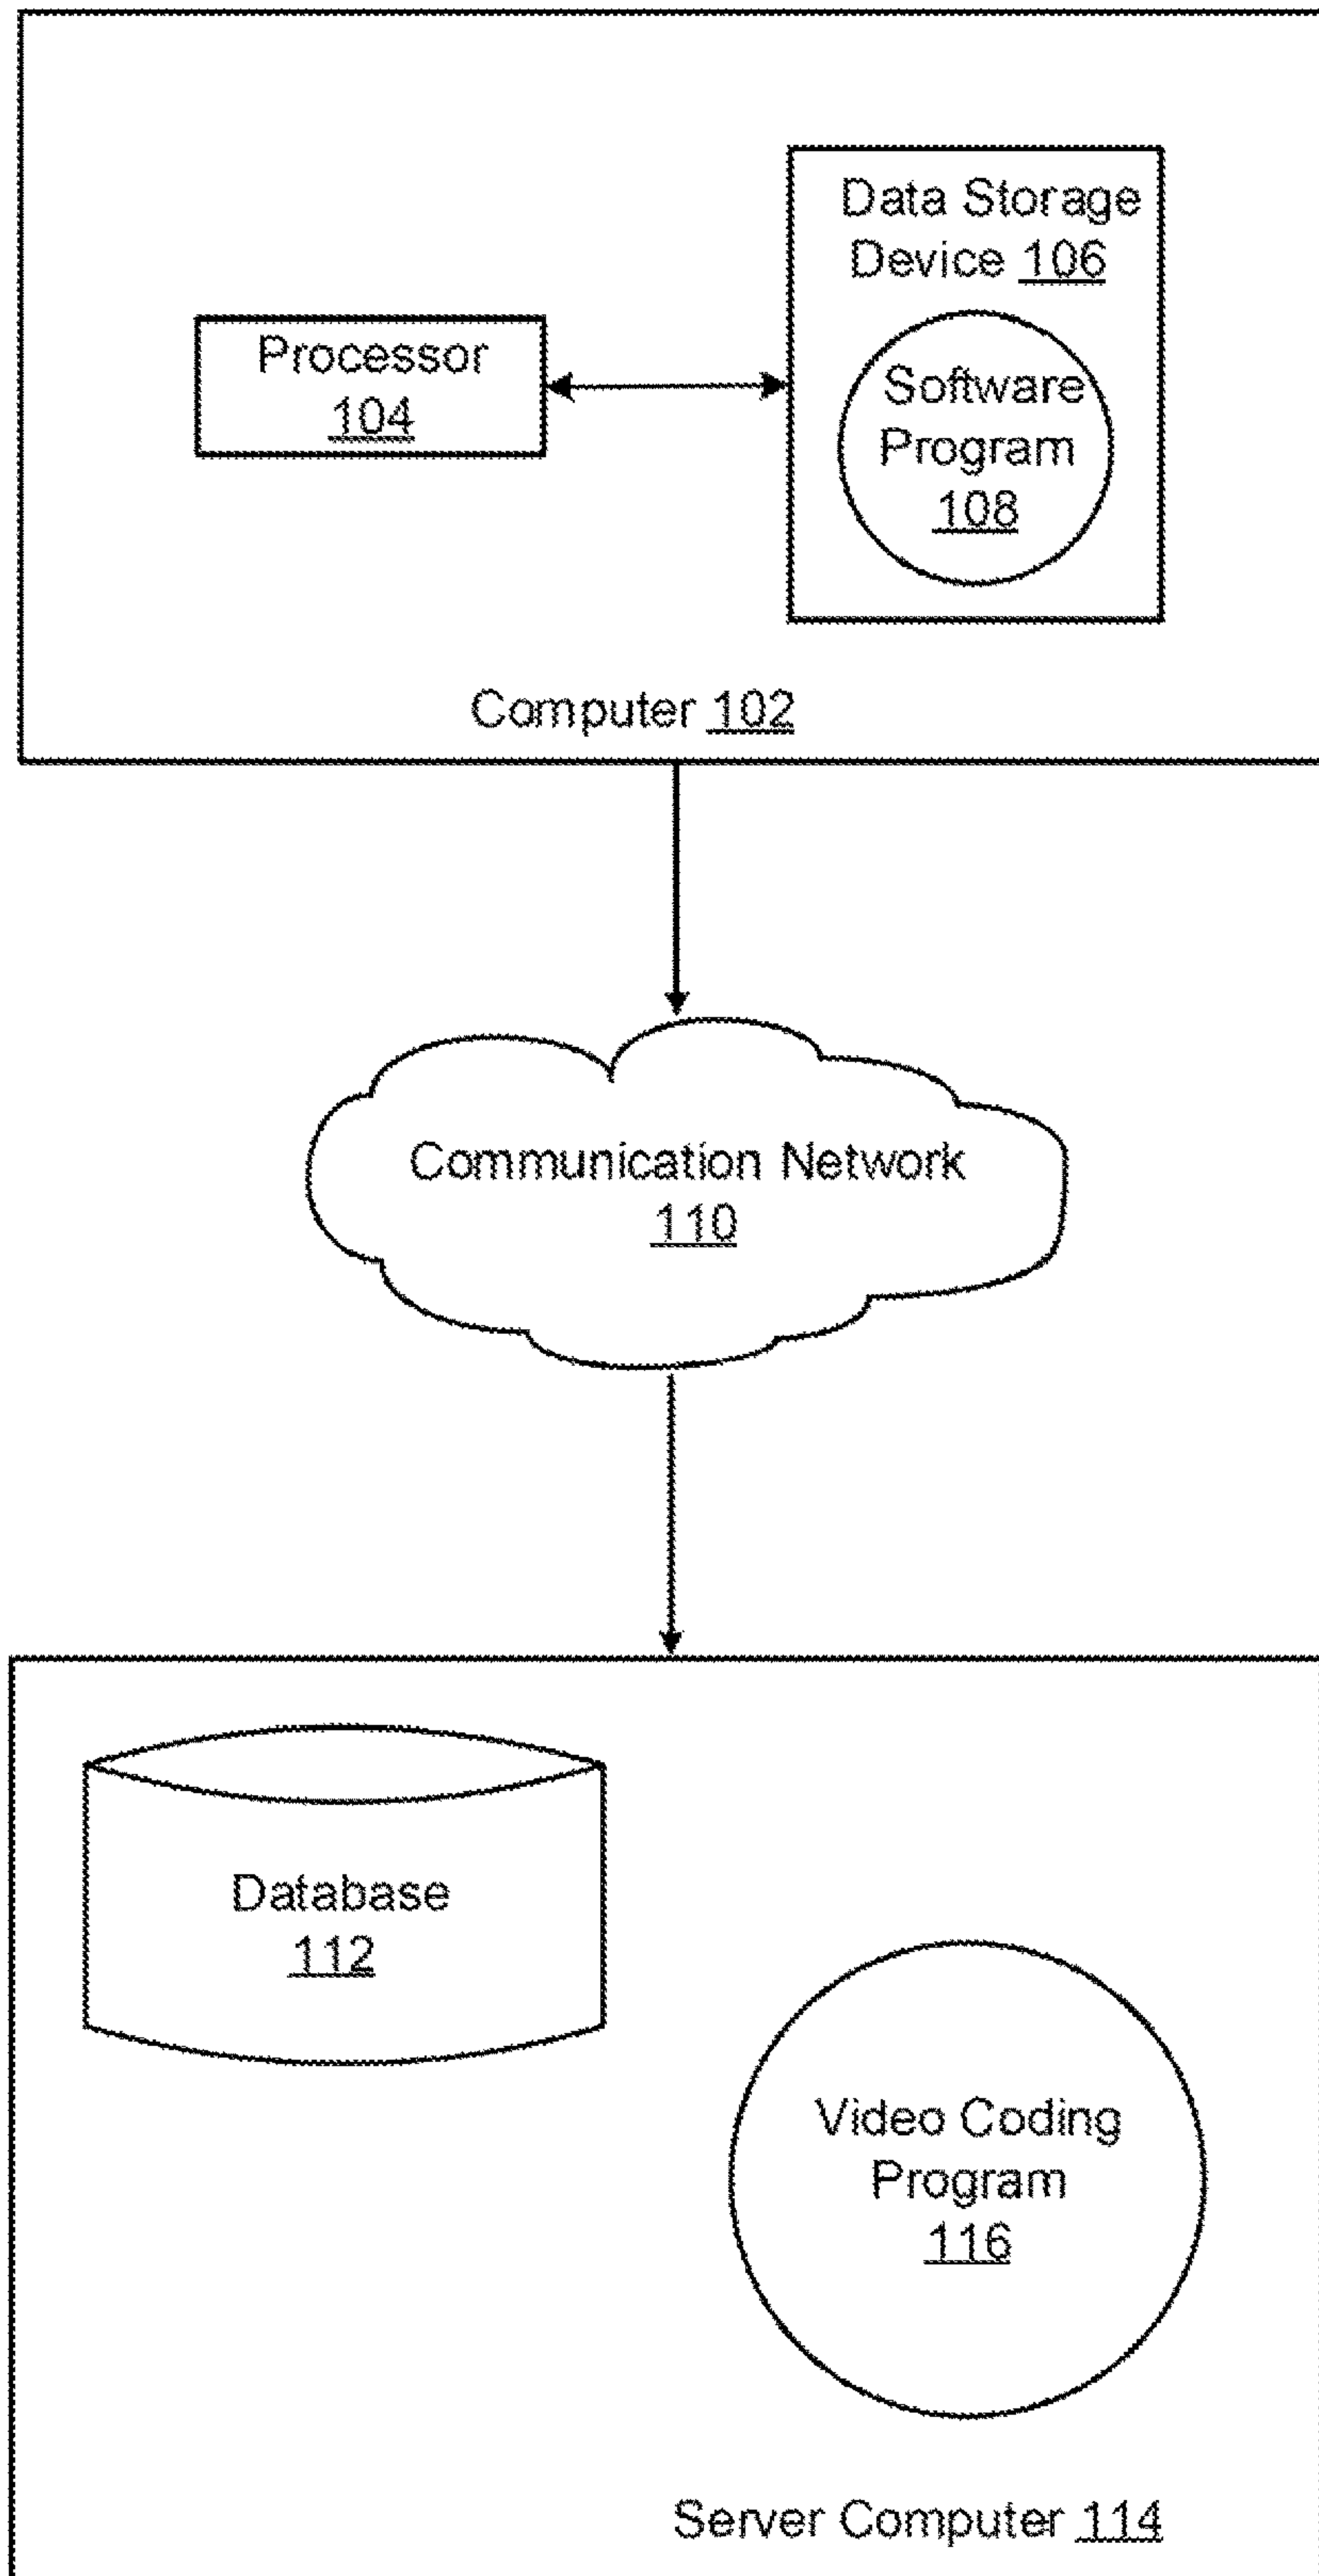 Data Storage
Device 106
Processor
104
Software
Program
108
Computer 102
Communication Network
110
Database
112
Video Coding
Program
116
Server Computer 114